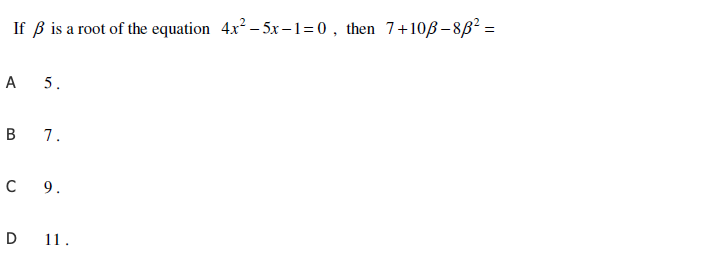 If β is a root of the equation 4x² – 5x – 1 = 0 , then 7 + 10β – 8β² =
A 5 .
B 7 .
C 9 .
D 11 .